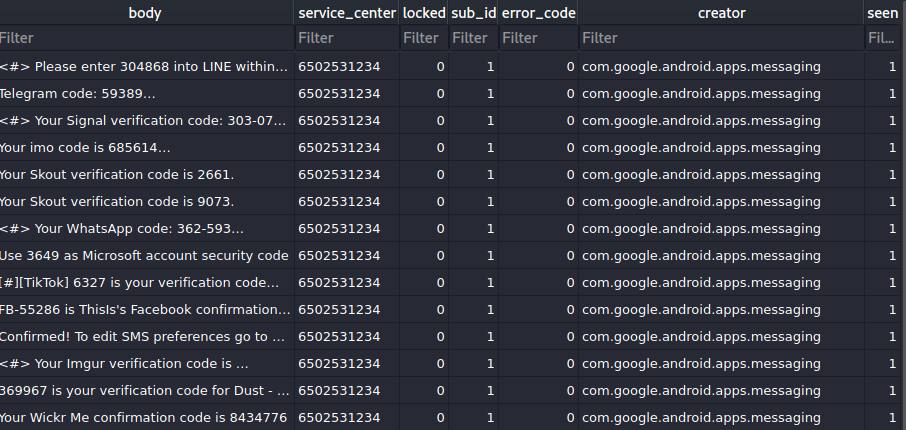 body service_center locked sub_id error_code creator seen
Filter Filter Filter Filter Filter Filter Fil...
<#> Please enter 304868 into LINE within... 6502531234 0 1 0 com.google.android.apps.messaging 1
Telegram code: 59389... 6502531234 0 1 0 com.google.android.apps.messaging 1
<#> Your Signal verification code: 303-07... 6502531234 0 1 0 com.google.android.apps.messaging 1
Your imo code is 685614... 6502531234 0 1 0 com.google.android.apps.messaging 1
Your Skout verification code is 2661. 6502531234 0 1 0 com.google.android.apps.messaging 1
Your Skout verification code is 9073. 6502531234 0 1 0 com.google.android.apps.messaging 1
<#> Your WhatsApp code: 362-593... 6502531234 0 1 0 com.google.android.apps.messaging 1
Use 3649 as Microsoft account security code 6502531234 0 1 0 com.google.android.apps.messaging 1
[#][TikTok] 6327 is your verification code... 6502531234 0 1 0 com.google.android.apps.messaging 1
FB-55286 is ThisIs's Facebook confirmation... 6502531234 0 1 0 com.google.android.apps.messaging 1
Confirmed! To edit SMS preferences go to ... 6502531234 0 1 0 com.google.android.apps.messaging 1
<#> Your Imgur verification code is ... 6502531234 0 1 0 com.google.android.apps.messaging 1
369967 is your verification code for Dust - ... 6502531234 0 1 0 com.google.android.apps.messaging 1
Your Wickr Me confirmation code is 8434776 6502531234 0 1 0 com.google.android.apps.messaging 1